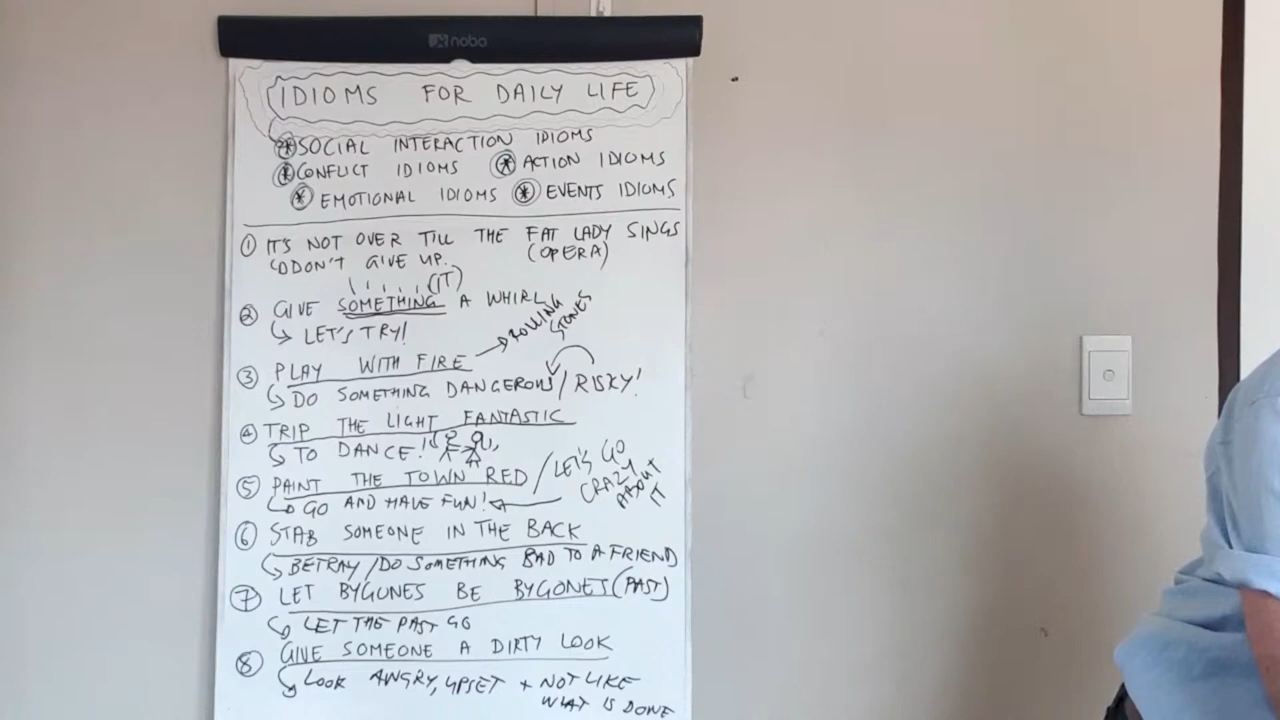 nobo
IDIOMS FOR DAILY LIFE
* SOCIAL INTERACTION IDIOMS
* CONFLICT IDIOMS * ACTION IDIOMS
* EMOTIONAL IDIOMS * EVENTS IDIOMS
① IT'S NOT OVER TILL THE FAT LADY SINGS
DON'T GIVE UP. (OPERA)
(IT)
② GIVE SOMETHING A WHIRL
↳ LET'S TRY!
③ PLAY WITH FIRE → ROLLING STONES
↳ DO SOMETHING DANGEROUS / RISKY!
④ TRIP THE LIGHT FANTASTIC
↳ TO DANCE!
⑤ PAINT THE TOWN RED / LET'S GO CRAZY ABOUT IT
↳ GO AND HAVE FUN!
⑥ STAB SOMEONE IN THE BACK
↳ BETRAY / DO SOMETHING BAD TO A FRIEND
⑦ LET BYGONES BE BYGONES (PAST)
↳ LET THE PAST GO
⑧ GIVE SOMEONE A DIRTY LOOK
↳ LOOK ANGRY, UPSET + NOT LIKE
WHAT IS DONE